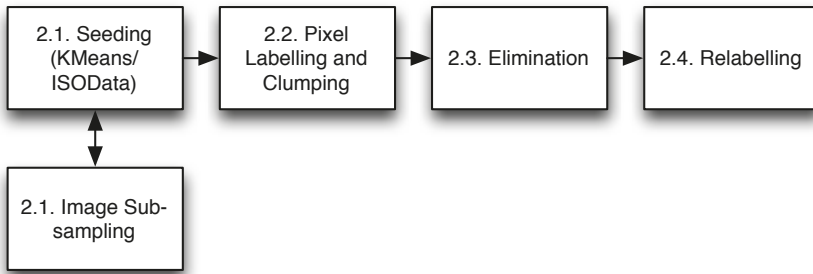 2.1. Seeding
(KMeans/
ISOData)
2.2. Pixel
Labelling and
Clumping
2.3. Elimination
2.4. Relabelling
2.1. Image Sub-
sampling